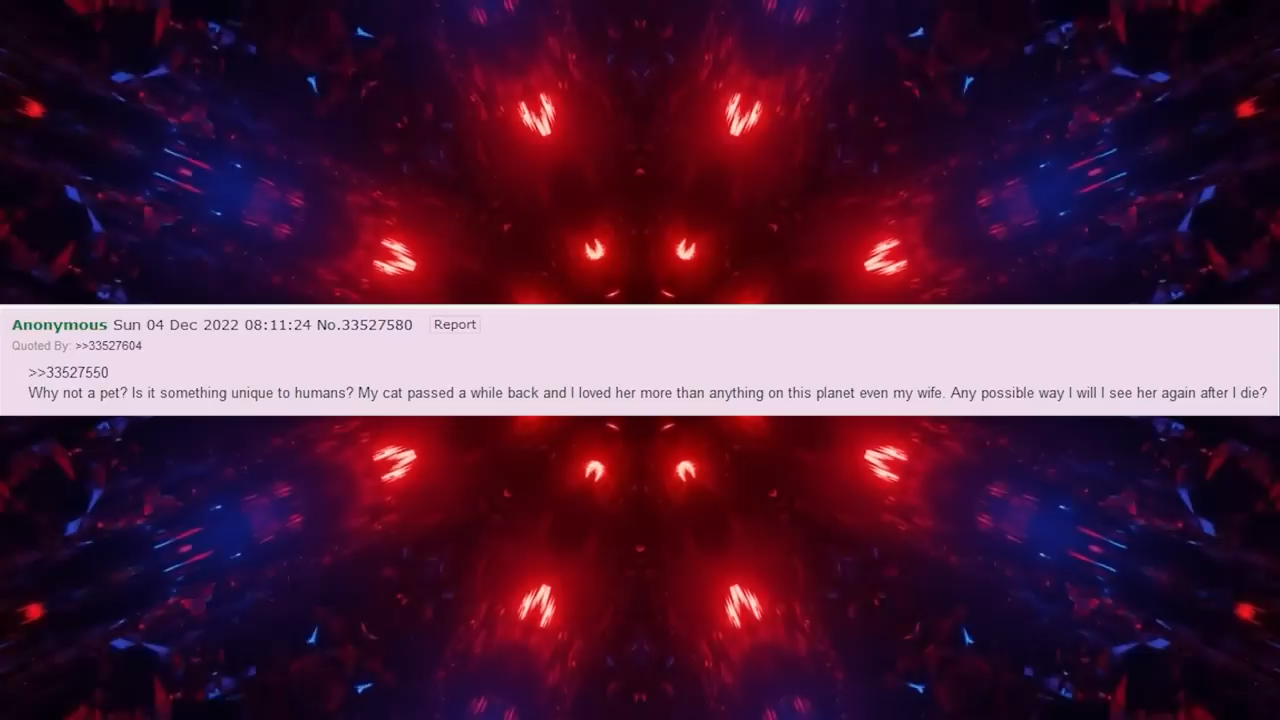 Anonymous Sun 04 Dec 2022 08:11:24 No.33527580 Report
Quoted By: >>33527604
>>33527550
Why not a pet? Is it something unique to humans? My cat passed a while back and I loved her more than anything on this planet even my wife. Any possible way I will I see her again after I die?